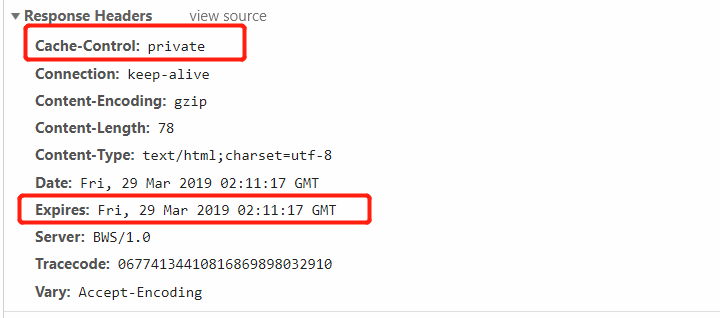 Response Headers view source
Cache-Control: private
Connection: keep-alive
Content-Encoding: gzip
Content-Length: 78
Content-Type: text/html;charset=utf-8
Date: Fri, 29 Mar 2019 02:11:17 GMT
Expires: Fri, 29 Mar 2019 02:11:17 GMT
Server: BWS/1.0
Tracecode: 06774134410816869898032910
Vary: Accept-Encoding